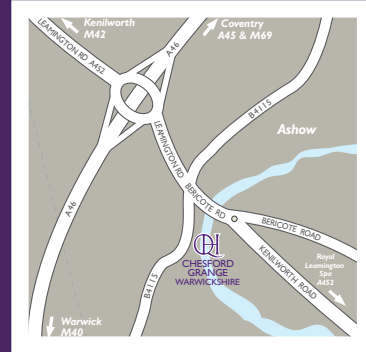 Kenilworth
M42
Coventry
A45 & M69
LEAMINGTON RD A452
A46
B4115
Ashow
LEAMINGTON RD
BERICOTE RD
A46
BERICOTE ROAD
QH
CHESFORD
GRANGE
WARWICKSHIRE
KENILWORTH ROAD
Royal
Leamington
Spa
A452
B4115
Warwick
M40